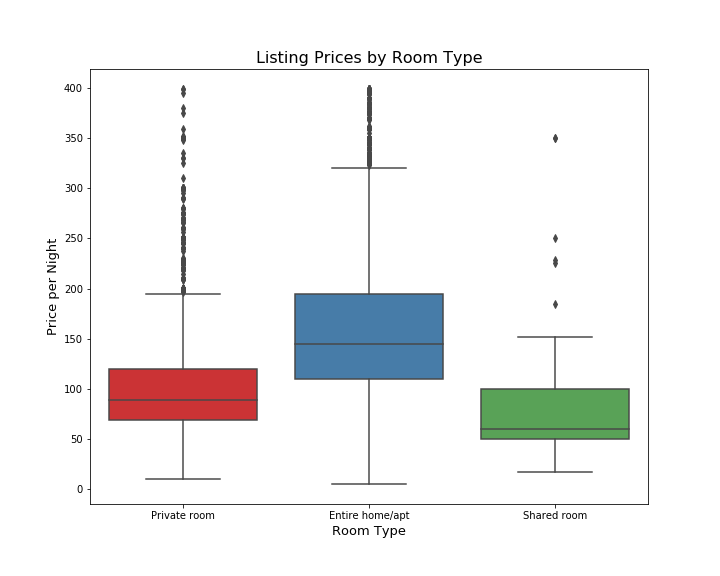 Listing Prices by Room Type
Price per Night
400
350
300
250
200
150
100
50
0
Private room
Entire home/apt
Shared room
Room Type